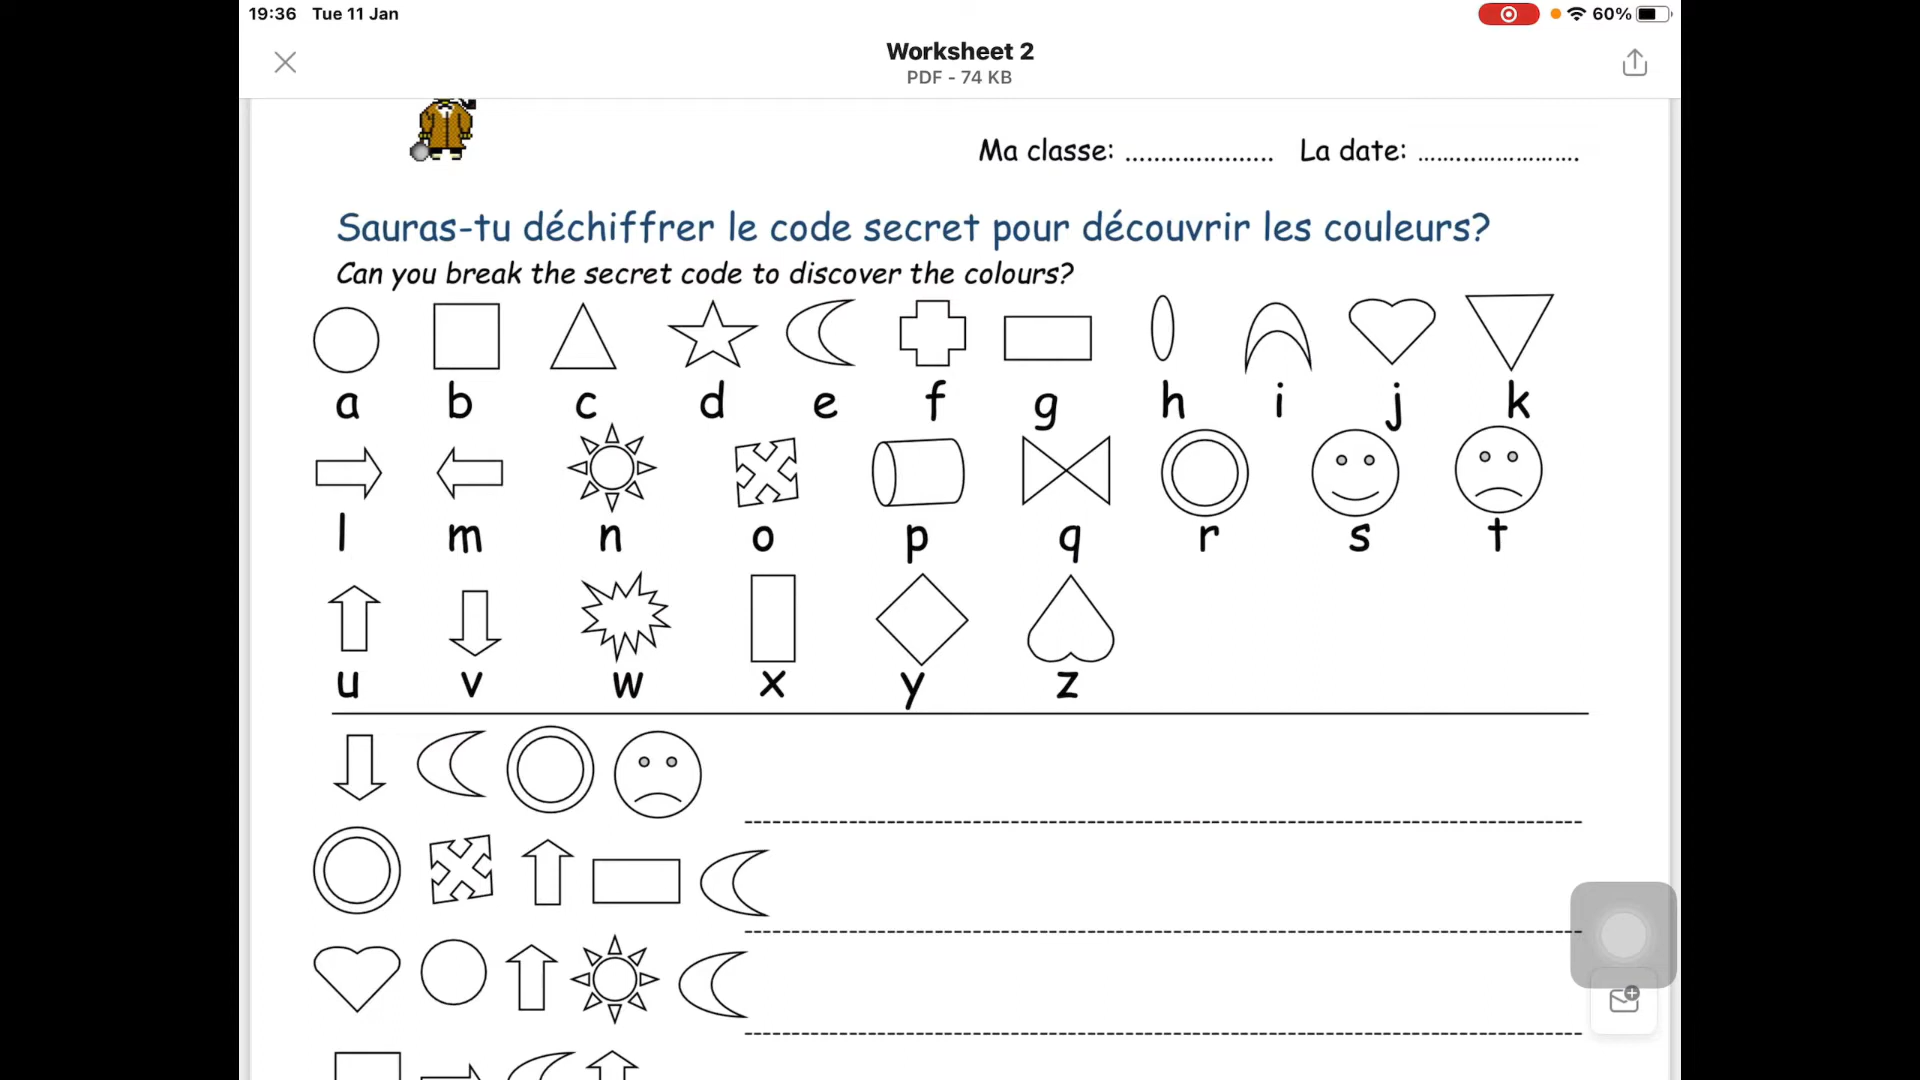 19:36 Tue 11 Jan 60%
Worksheet 2
PDF - 74 KB
Ma classe: ..................... La date: .......................
Sauras-tu déchiffrer le code secret pour découvrir les couleurs?
Can you break the secret code to discover the colours?
a b c d e f g h i j k
l m n o p q r s t
u v w x y z